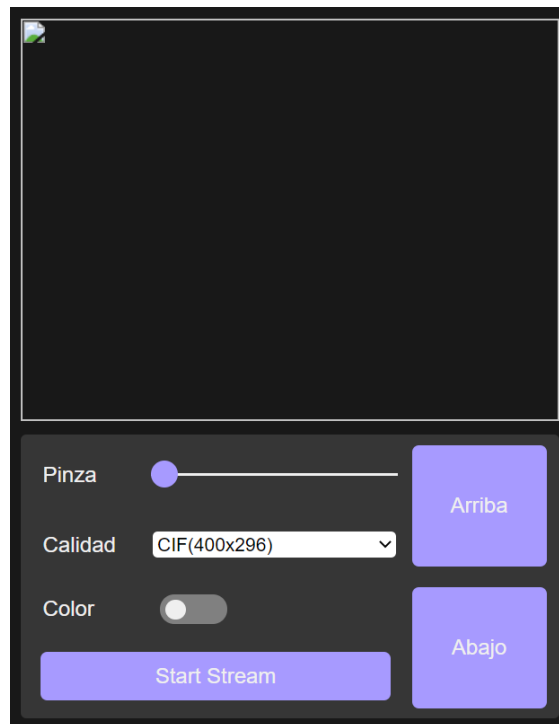 Pinza
Arriba
Calidad
CIF(400x296)
Color
Abajo
Start Stream